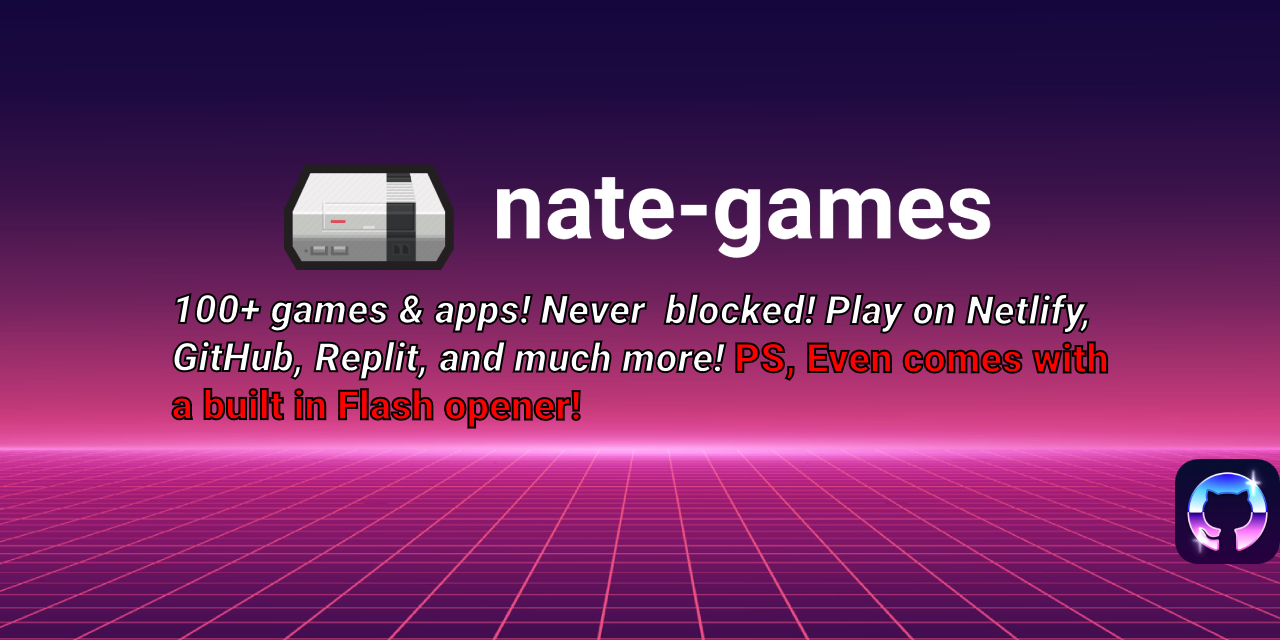 nate-games
100+ games & apps! Never  blocked! Play on Netlify,
GitHub, Replit, and much more! PS, Even comes with
a built in Flash opener!